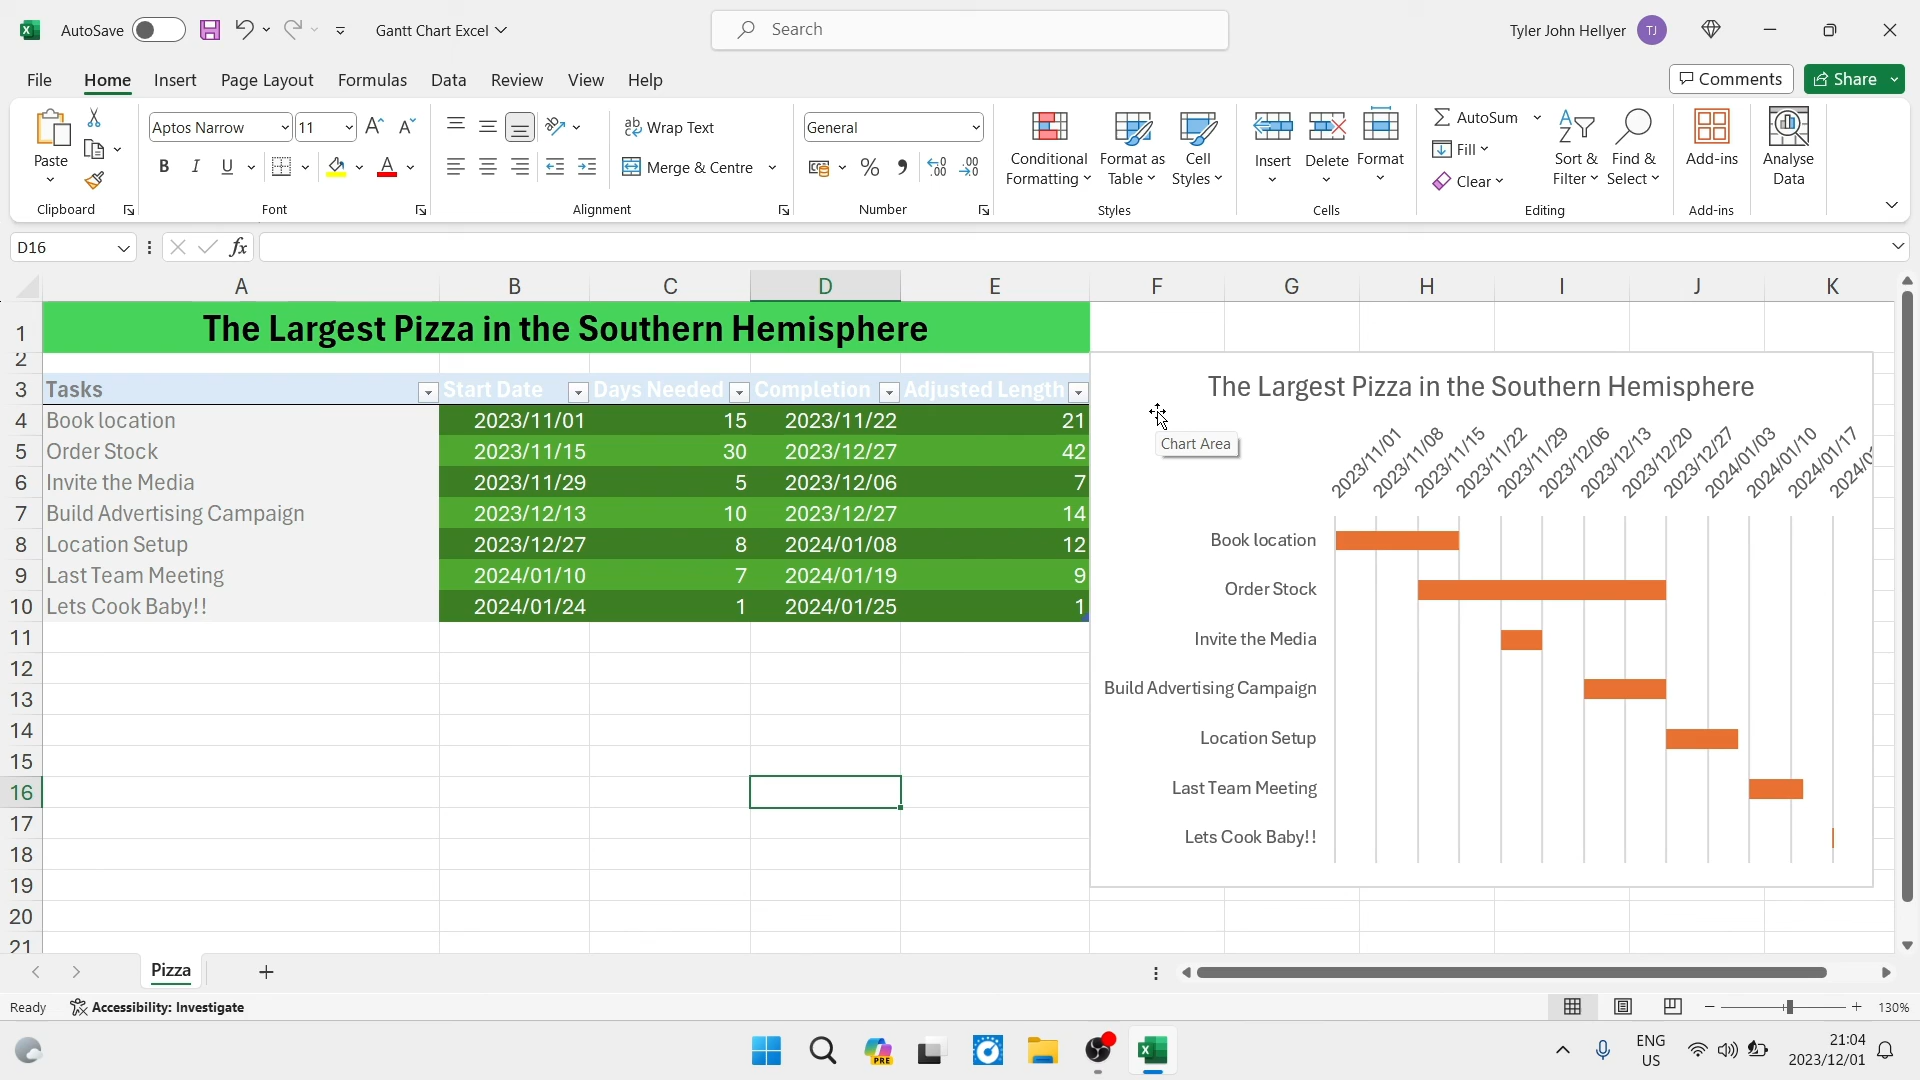 AutoSave
Gantt Chart Excel
Search
Tyler John Hellyer
TJ
File Home Insert Page Layout Formulas Data Review View Help
Comments
Share
Paste
Clipboard
Aptos Narrow
11
B I U
A
Font
Wrap Text
Merge & Centre
Alignment
General
%
Number
Conditional
Formatting
Format as
Table
Cell
Styles
Styles
Insert
Delete
Format
Cells
AutoSum
Fill
Clear
Sort &
Filter
Find &
Select
Editing
Add-ins
Add-ins
Analyse
Data
D16
fx
A B C D E F G H I J K
1 The Largest Pizza in the Southern Hemisphere
2
3 Tasks Start Date Days Needed Completion Adjusted Length
4 Book location 2023/11/01 15 2023/11/22 21
5 Order Stock 2023/11/15 30 2023/12/27 42
6 Invite the Media 2023/11/29 5 2023/12/06 7
7 Build Advertising Campaign 2023/12/13 10 2023/12/27 14
8 Location Setup 2023/12/27 8 2024/01/08 12
9 Last Team Meeting 2024/01/10 7 2024/01/19 9
10 Lets Cook Baby!! 2024/01/24 1 2024/01/25 1
11
12
13
14
15
16
17
18
19
20
21
The Largest Pizza in the Southern Hemisphere
Chart Area
2023/11/01
2023/11/08
2023/11/15
2023/11/22
2023/11/29
2023/12/06
2023/12/13
2023/12/20
2023/12/27
2024/01/03
2024/01/10
2024/01/17
Book location
Order Stock
Invite the Media
Build Advertising Campaign
Location Setup
Last Team Meeting
Lets Cook Baby!!
Pizza
Ready
Accessibility: Investigate
130%
PRE
ENG
US
21:04
2023/12/01